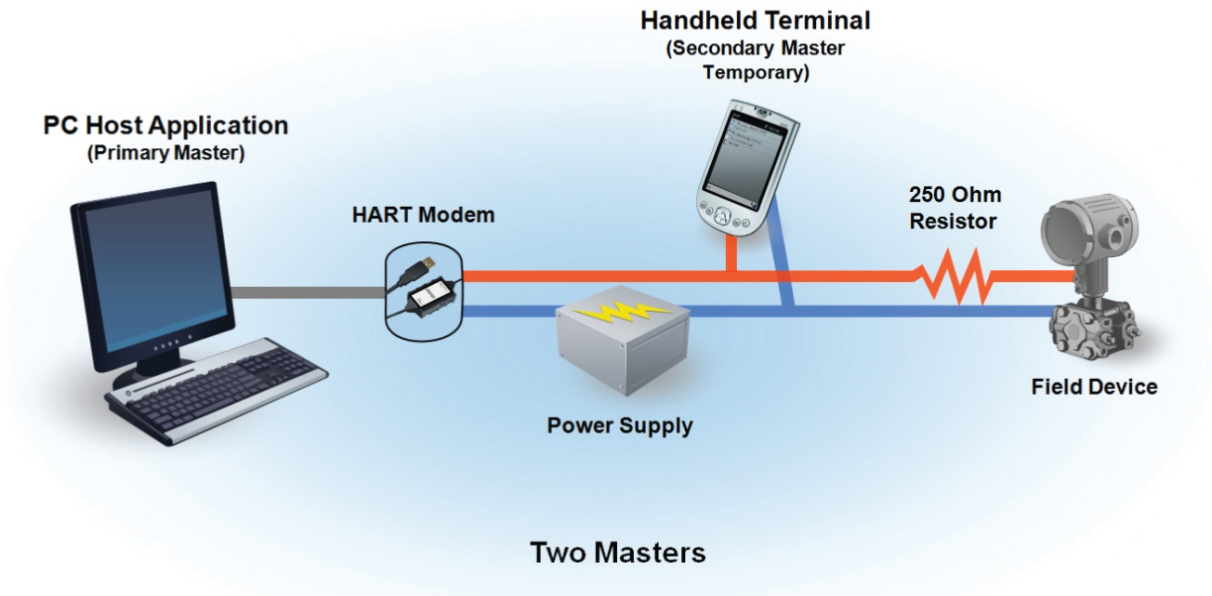 Handheld Terminal
(Secondary Master
Temporary)
PC Host Application
(Primary Master)
HART Modem
250 Ohm
Resistor
Field Device
Power Supply
Two Masters